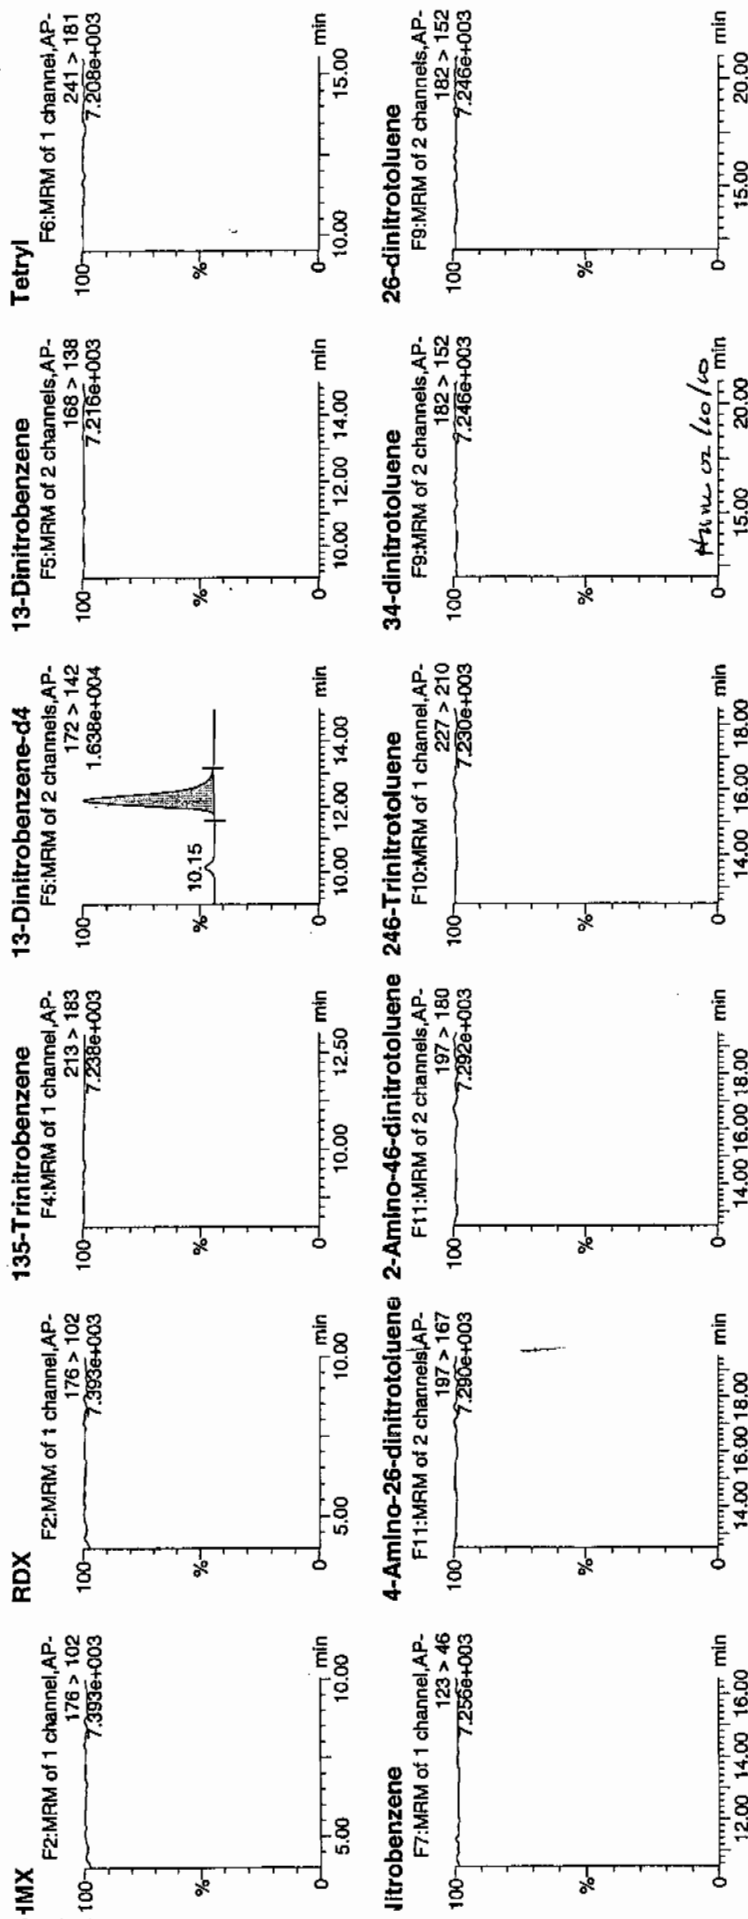 HMX
F2:MRM of 1 channel,AP-
176 > 102
7.393e+003
100
%
0
5.00 10.00 min
RDX
F2:MRM of 1 channel,AP-
176 > 102
7.393e+003
100
%
0
5.00 10.00 min
135-Trinitrobenzene
F4:MRM of 1 channel,AP-
213 > 183
7.238e+003
100
%
0
10.00 12.50 min
13-Dinitrobenzene-d4
F5:MRM of 2 channels,AP-
172 > 142
1.638e+004
100
%
10.15
0
10.00 12.00 14.00 min
13-Dinitrobenzene
F5:MRM of 2 channels,AP-
168 > 138
7.216e+003
100
%
0
10.00 12.00 14.00 min
Tetryl
F6:MRM of 1 channel,AP-
241 > 181
7.208e+003
100
%
0
10.00 15.00 min
Nitrobenzene
F7:MRM of 1 channel,AP-
123 > 46
7.256e+003
100
%
0
12.00 14.00 16.00 min
4-Amino-26-dinitrotoluene
F11:MRM of 2 channels,AP-
197 > 167
7.290e+003
100
%
0
14.00 16.00 18.00 min
2-Amino-46-dinitrotoluene
F11:MRM of 2 channels,AP-
197 > 180
7.292e+003
100
%
0
14.00 16.00 18.00 min
246-Trinitrotoluene
F10:MRM of 1 channel,AP-
227 > 210
7.230e+003
100
%
0
14.00 16.00 18.00 min
34-dinitrotoluene
F9:MRM of 2 channels,AP-
182 > 152
7.246e+003
100
%
0
15.00 20.00 min
26-dinitrotoluene
F9:MRM of 2 channels,AP-
182 > 152
7.246e+003
100
%
0
15.00 20.00 min